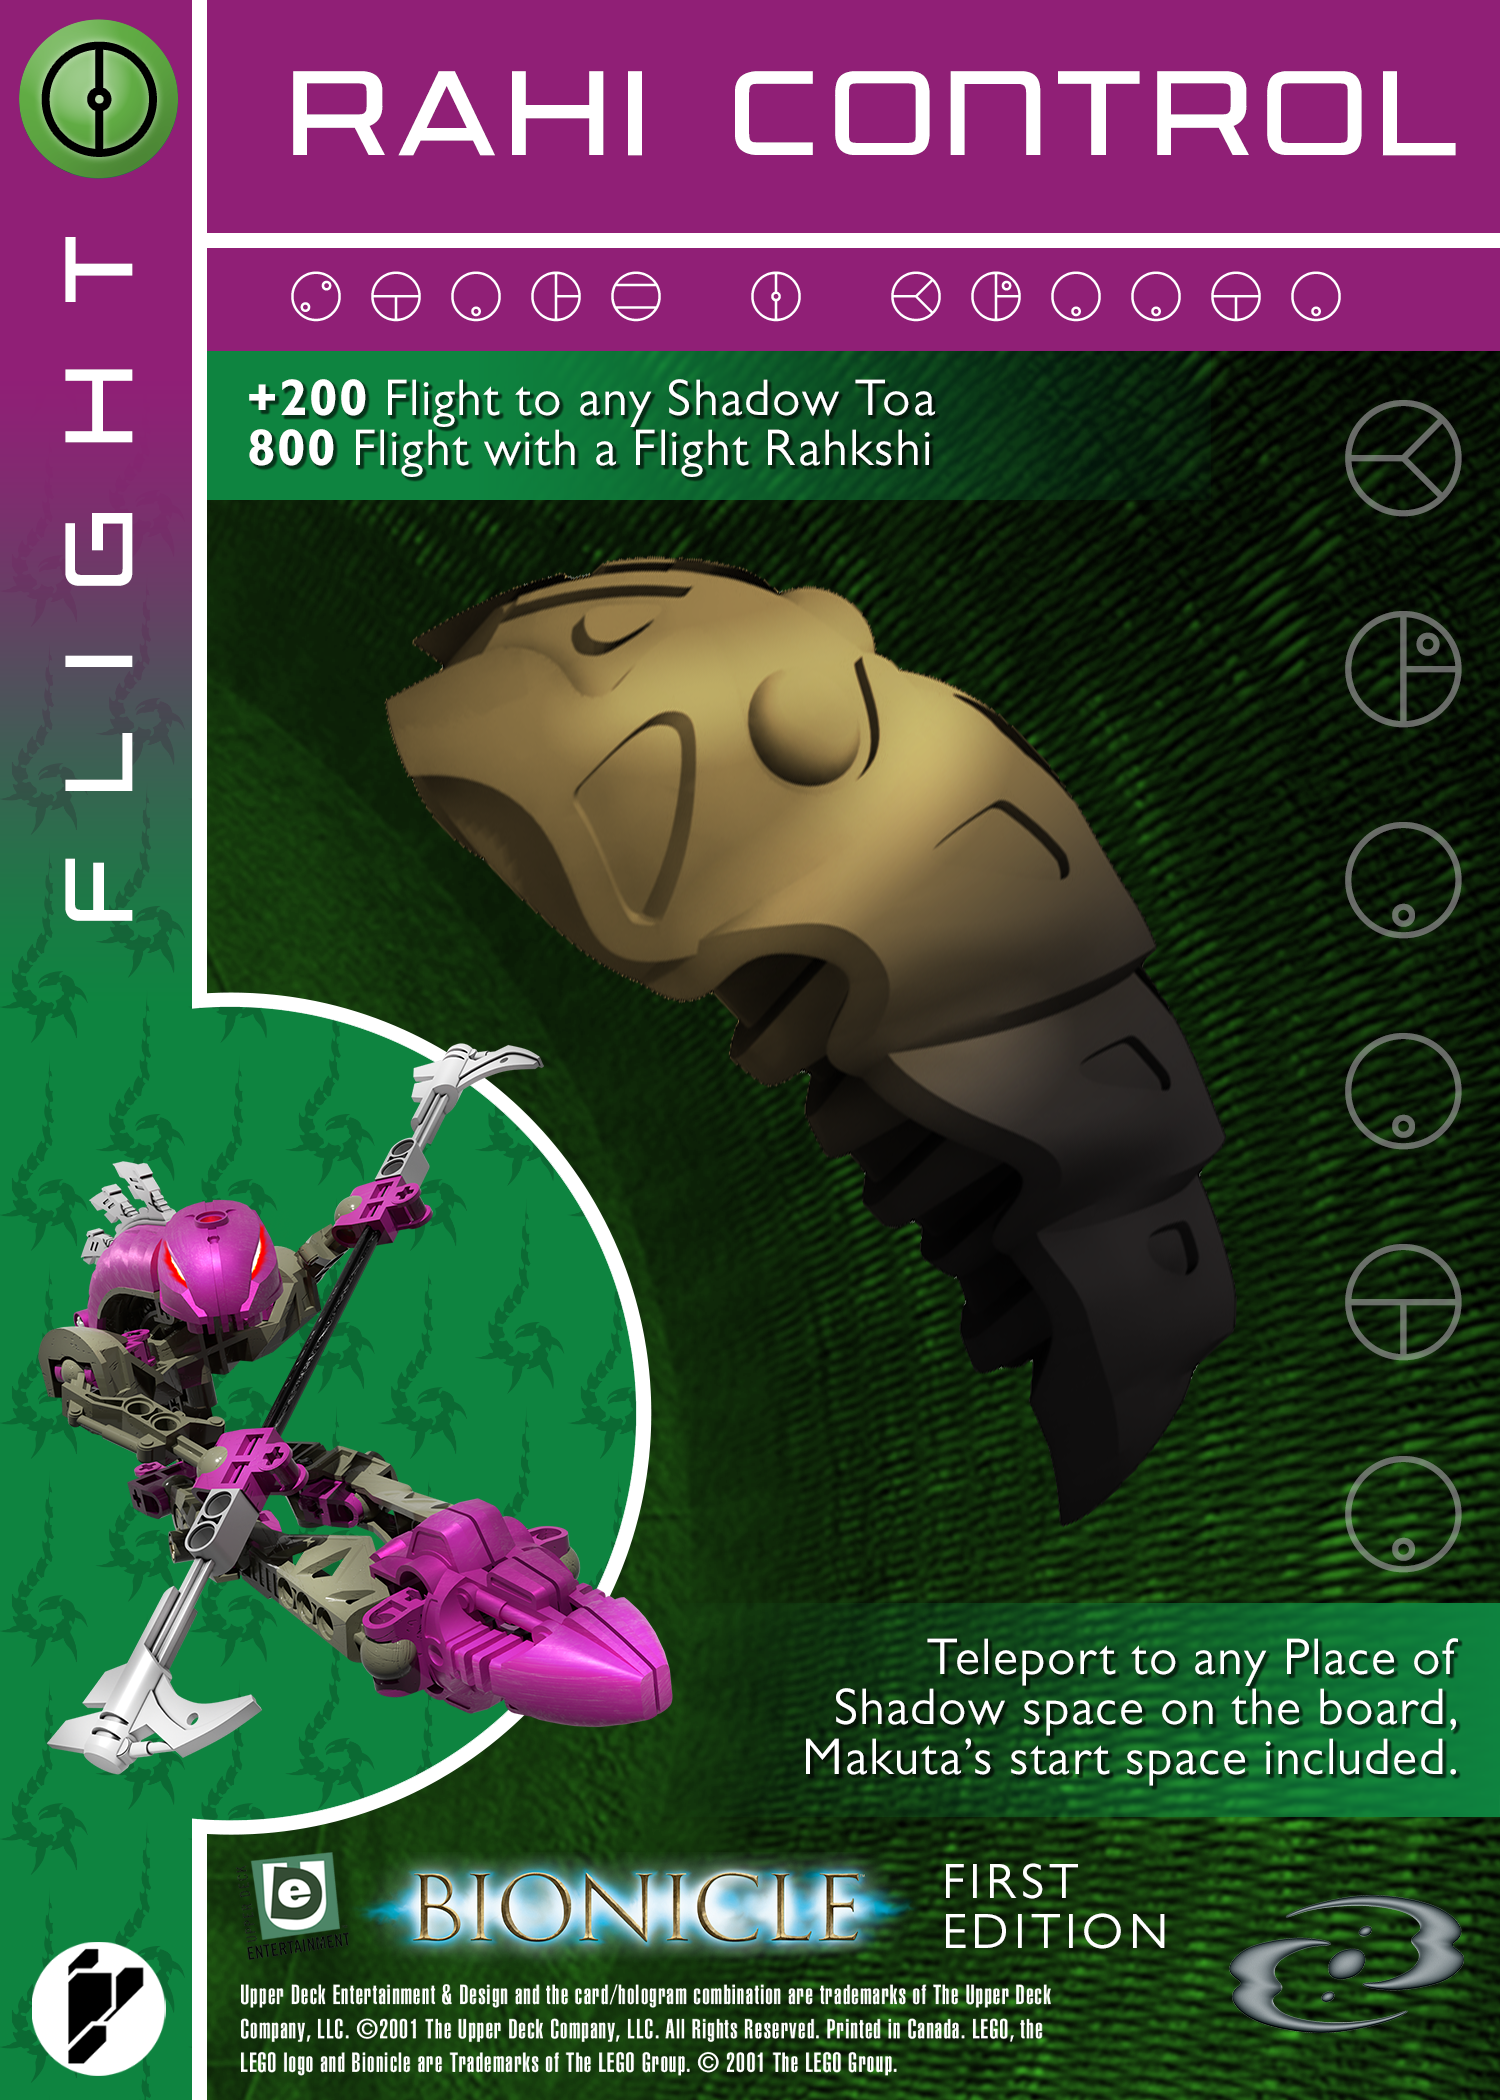 RAHI CONTROL
FLIGHT
+200 Flight to any Shadow Toa
800 Flight with a Flight Rahkshi
Teleport to any Place of
Shadow space on the board,
Makuta's start space included.
e
ENTERTAINMENT
BIONICLE
FIRST
EDITION
Upper Deck Entertainment & Design and the card/hologram combination are trademarks of The Upper Deck
Company, LLC. ©2001 The Upper Deck Company, LLC. All Rights Reserved. Printed in Canada. LEGO, the
LEGO logo and Bionicle are Trademarks of The LEGO Group. © 2001 The LEGO Group.